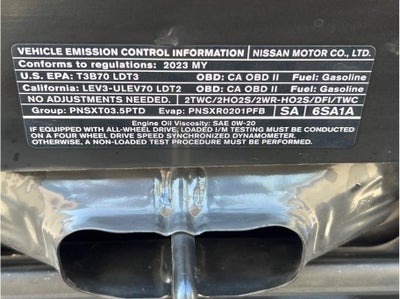 VEHICLE EMISSION CONTROL INFORMATION NISSAN MOTOR CO., LTD.
Conforms to regulations: 2023 MY
U.S. EPA: T3B70 LDT3 OBD: CA OBD II Fuel: Gasoline
California: LEV3-ULEV70 LDT2 OBD: CA OBD II Fuel: Gasoline
NO ADJUSTMENTS NEEDED 2TWC/2HO2S/2WR-HO2S/DFI/TWC
Group: PNSXT03.5PTD Evap: PNSXR0201PFB SA 6SA1A
Engine Oil Viscosity: SAE 0W-20
IF EQUIPPED WITH ALL-WHEEL DRIVE, LOADED I/M TESTING MUST BE CONDUCTED
ON A FOUR WHEEL DRIVE SPEED SYNCHRONIZED DYNAMOMETER.
OTHERWISE, A NON-LOADED TEST PROCEDURE MUST BE PERFORMED.